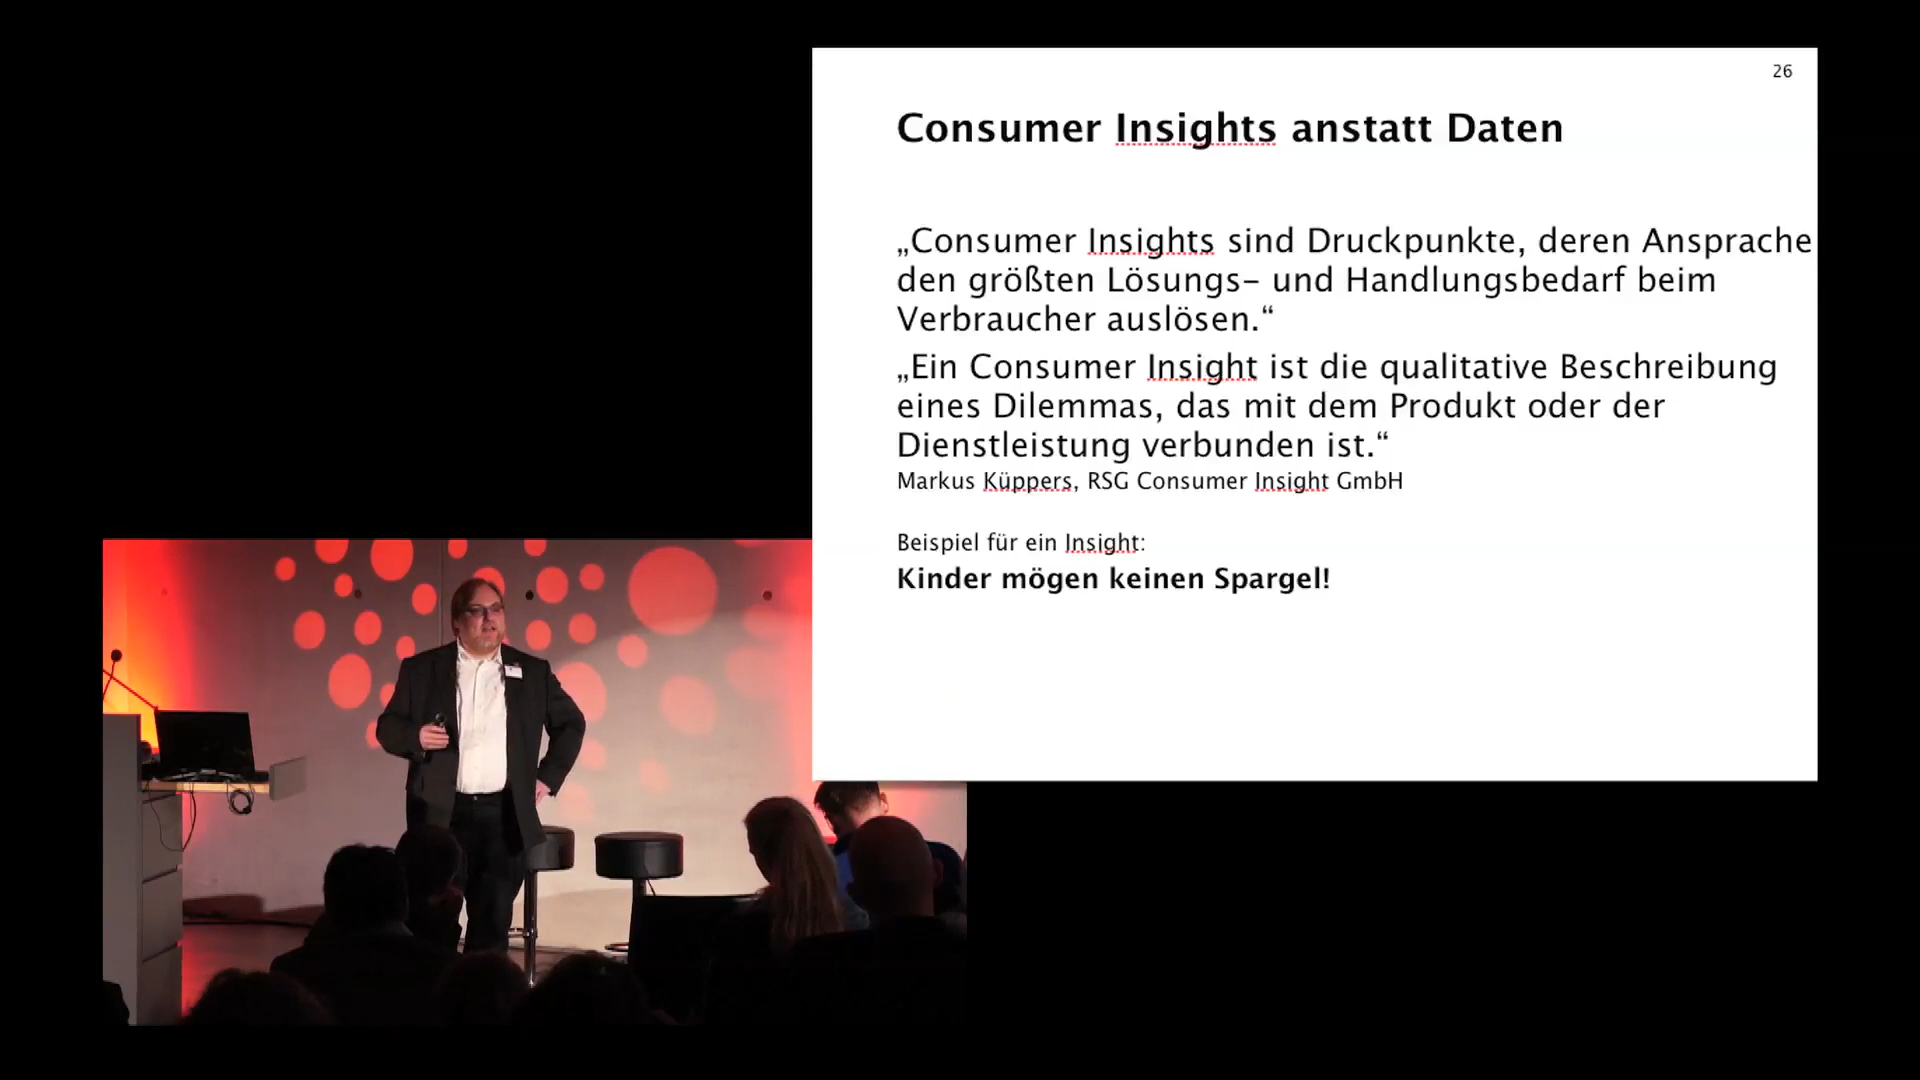 26
Consumer Insights anstatt Daten
„Consumer Insights sind Druckpunkte, deren Ansprache
den größten Lösungs- und Handlungsbedarf beim
Verbraucher auslösen.“
„Ein Consumer Insight ist die qualitative Beschreibung
eines Dilemmas, das mit dem Produkt oder der
Dienstleistung verbunden ist.“
Markus Küppers, RSG Consumer Insight GmbH
Beispiel für ein Insight:
Kinder mögen keinen Spargel!